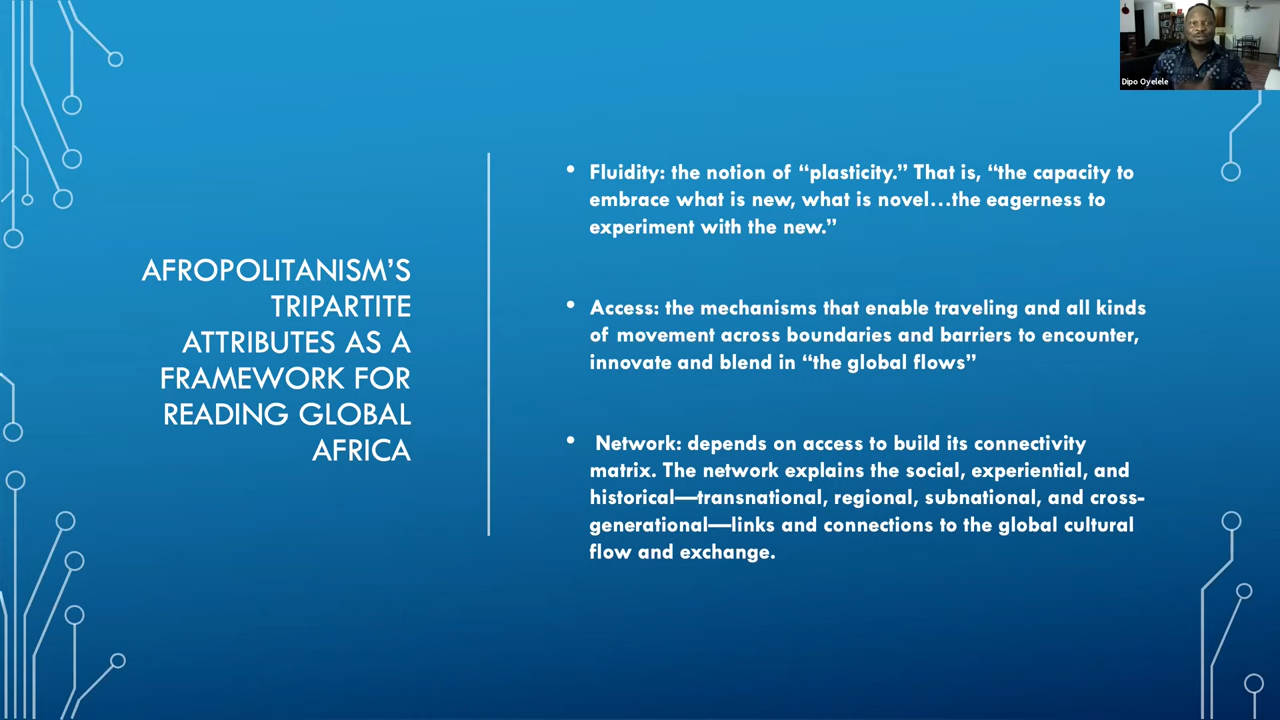 Dipo Oyelele
AFROPOLITANISM’S
TRIPARTITE
ATTRIBUTES AS A
FRAMEWORK FOR
READING GLOBAL
AFRICA
• Fluidity: the notion of “plasticity.” That is, “the capacity to
embrace what is new, what is novel…the eagerness to
experiment with the new.”
• Access: the mechanisms that enable traveling and all kinds
of movement across boundaries and barriers to encounter,
innovate and blend in “the global flows”
• Network: depends on access to build its connectivity
matrix. The network explains the social, experiential, and
historical—transnational, regional, subnational, and cross-
generational—links and connections to the global cultural
flow and exchange.